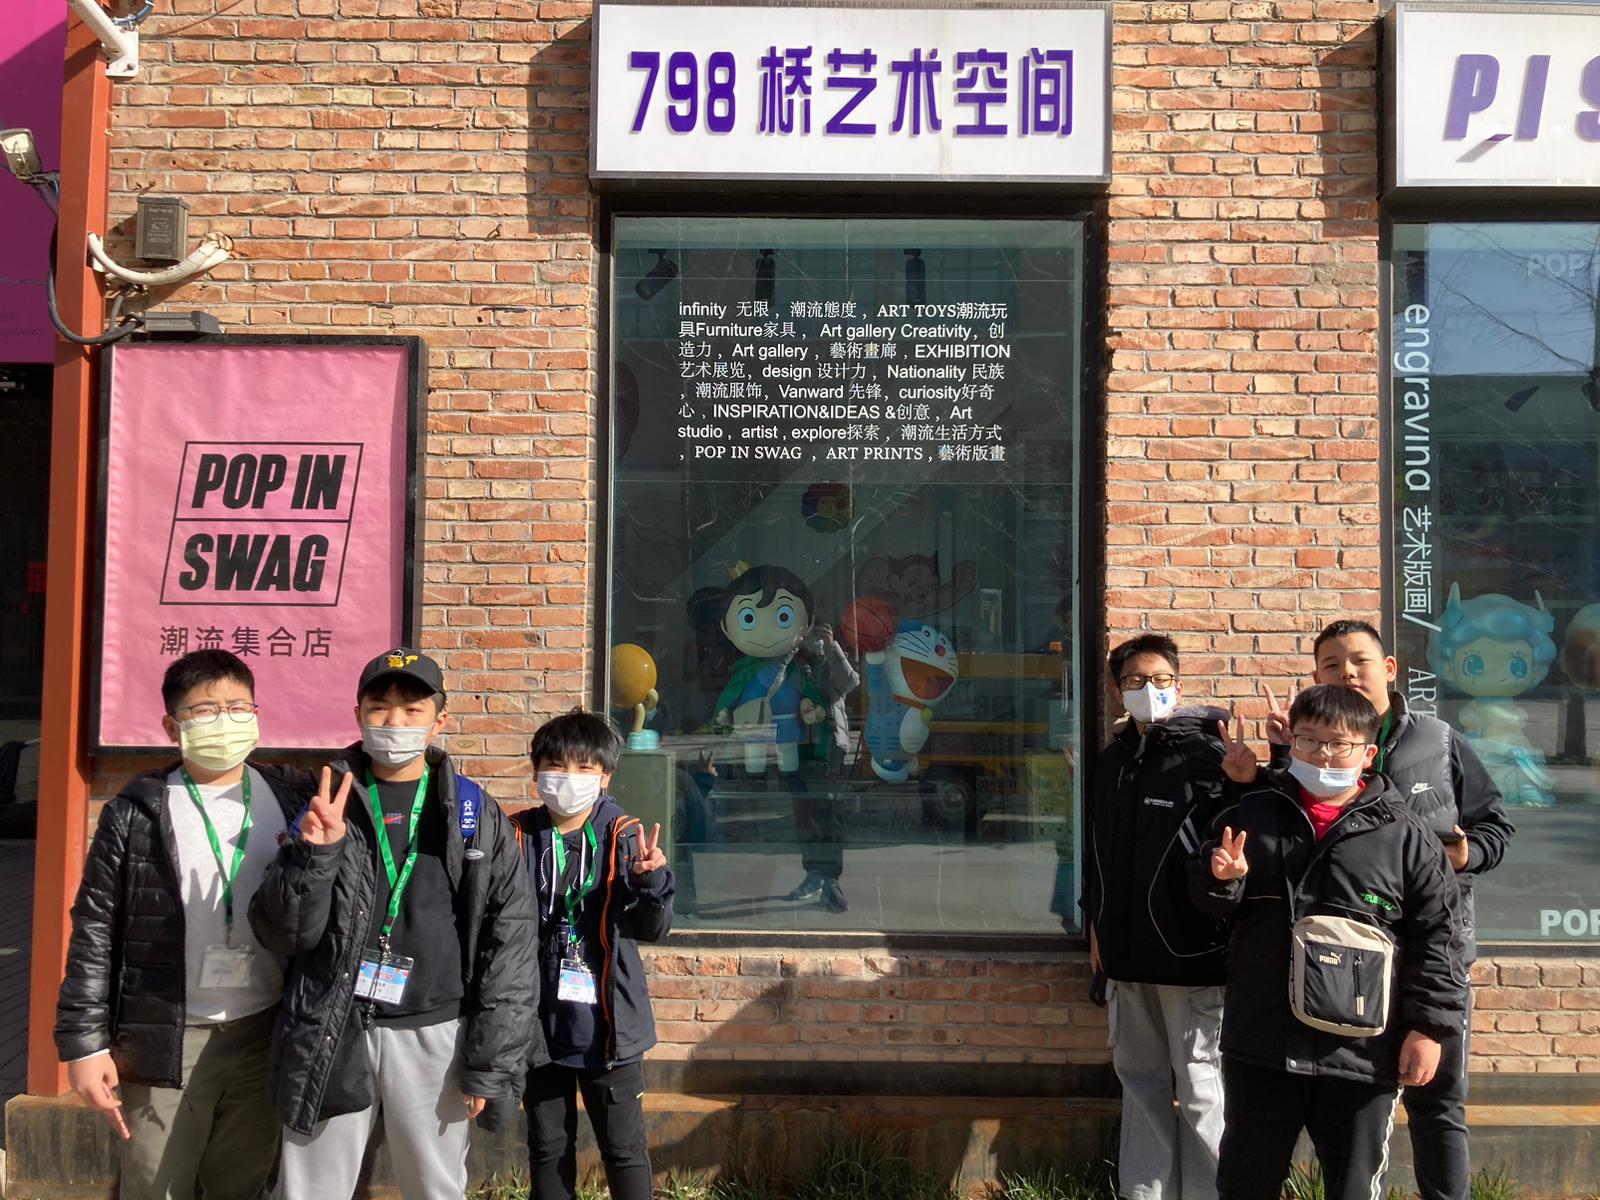 798 桥艺术空间
P I S
infinity 无限，潮流態度，ART TOYS潮流玩
具Furniture家具，Art gallery Creativity，创
造力，Art gallery，藝術畫廊，EXHIBITION
艺术展览，design 设计力，Nationality 民族
，潮流服饰，Vanward 先锋，curiosity好奇
心，INSPIRATION&IDEAS &创意，Art
studio，artist，explore探索，潮流生活方式
，POP IN SWAG ，ART PRINTS，藝術版畫
POP IN
SWAG
潮流集合店
POP
engraving 艺术版画/ ART
POP
PUMA